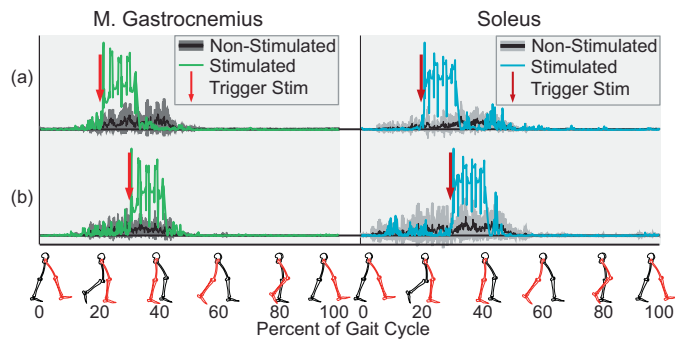 M. Gastrocnemius
Soleus
(a)
Non-Stimulated
Stimulated
Trigger Stim
Non-Stimulated
Stimulated
Trigger Stim
(b)
0 20 40 60 80 100 0 20 40 60 80 100
Percent of Gait Cycle